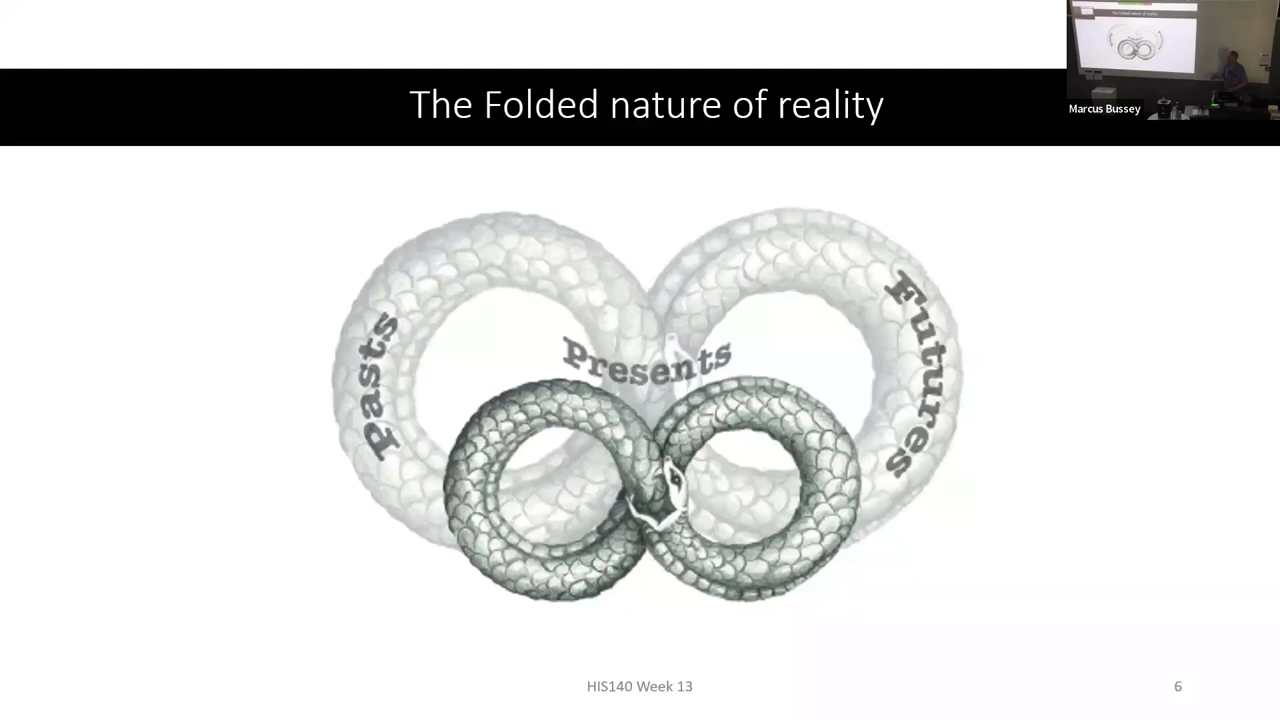 The Folded nature of reality
Marcus Bussey
Pasts
Presents
Futures
HIS140 Week 13
6